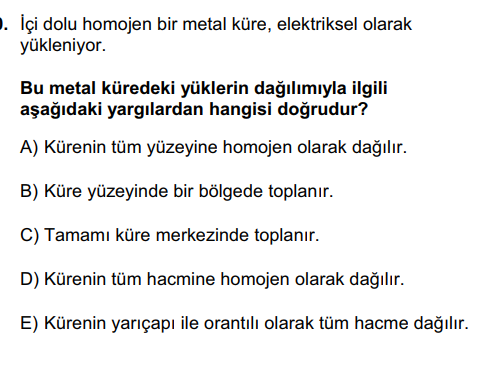 . İçi dolu homojen bir metal küre, elektriksel olarak
yükleniyor.
Bu metal küredeki yüklerin dağılımıyla ilgili
aşağıdaki yargılardan hangisi doğrudur?
A) Kürenin tüm yüzeyine homojen olarak dağılır.
B) Küre yüzeyinde bir bölgede toplanır.
C) Tamamı küre merkezinde toplanır.
D) Kürenin tüm hacmine homojen olarak dağılır.
E) Kürenin yarıçapı ile orantılı olarak tüm hacme dağılır.